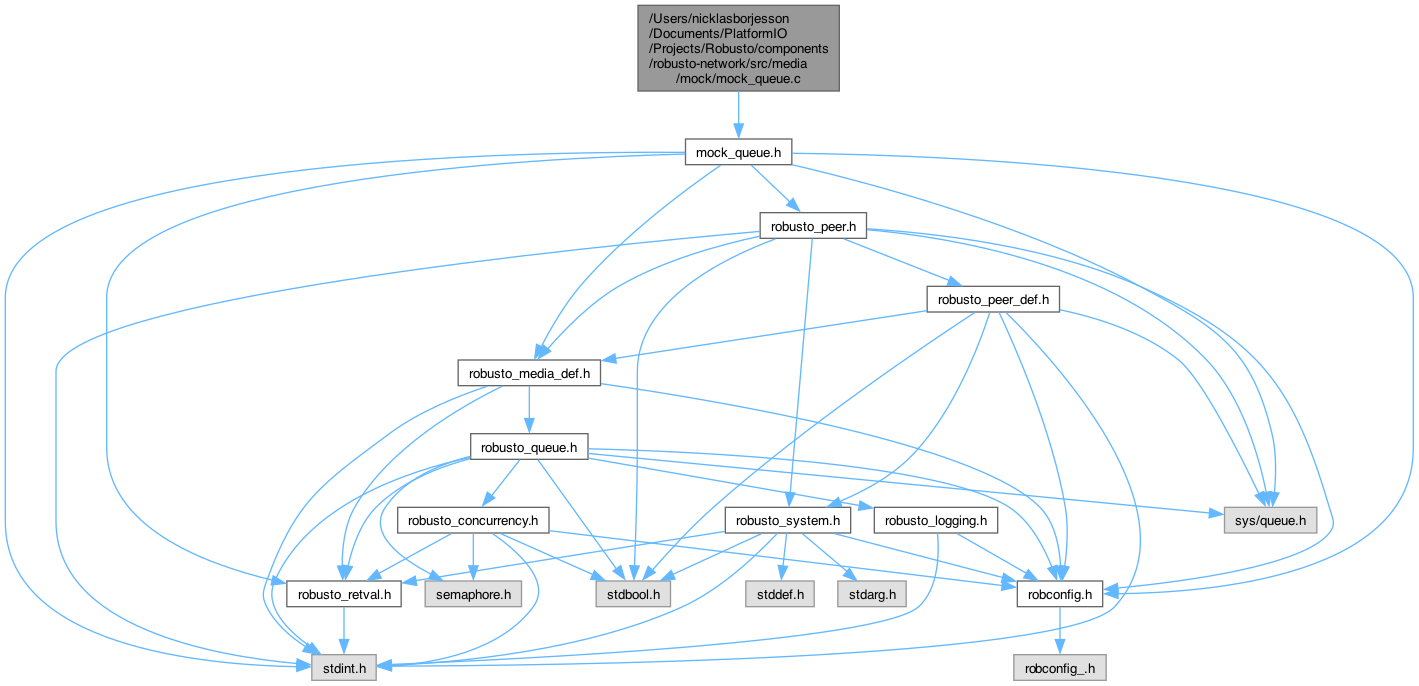 /Users/nicklasborjesson
/Documents/PlatformIO
/Projects/Robusto/components
/robusto-network/src/media
/mock/mock_queue.c
mock_queue.h
robusto_peer.h
robusto_peer_def.h
robusto_media_def.h
robusto_queue.h
robusto_concurrency.h
robusto_system.h
robusto_logging.h
sys/queue.h
robusto_retval.h
semaphore.h
stdbool.h
stddef.h
stdarg.h
robconfig.h
stdint.h
robconfig_.h